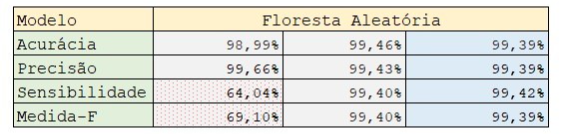 Modelo Floresta Aleatória
Acurácia 98,99% 99,46% 99,39%
Precisão 99,66% 99,43% 99,39%
Sensibilidade 64,04% 99,40% 99,42%
Medida-F 69,10% 99,40% 99,39%